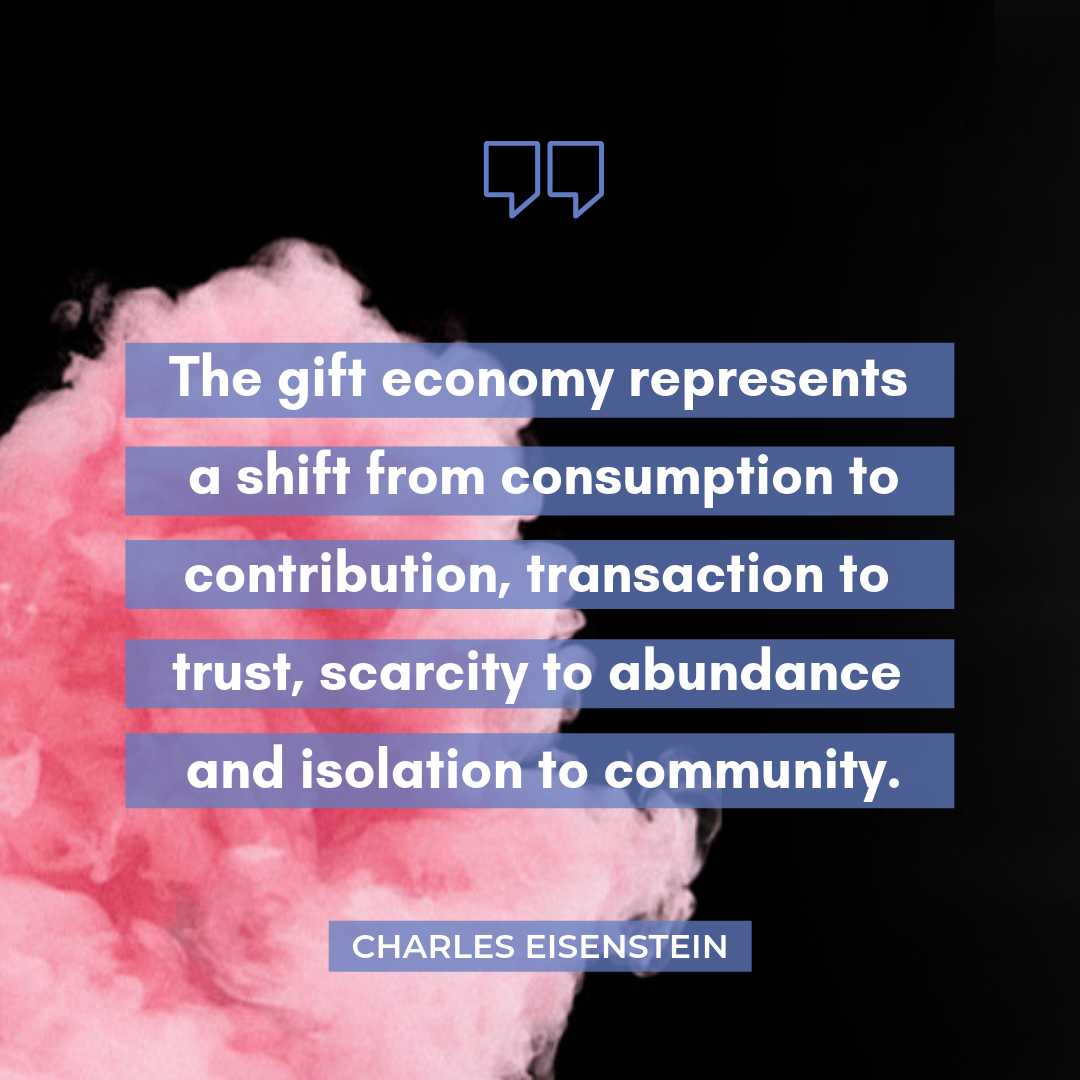 The gift economy represents
a shift from consumption to
contribution, transaction to
trust, scarcity to abundance
and isolation to community.
CHARLES EISENSTEIN